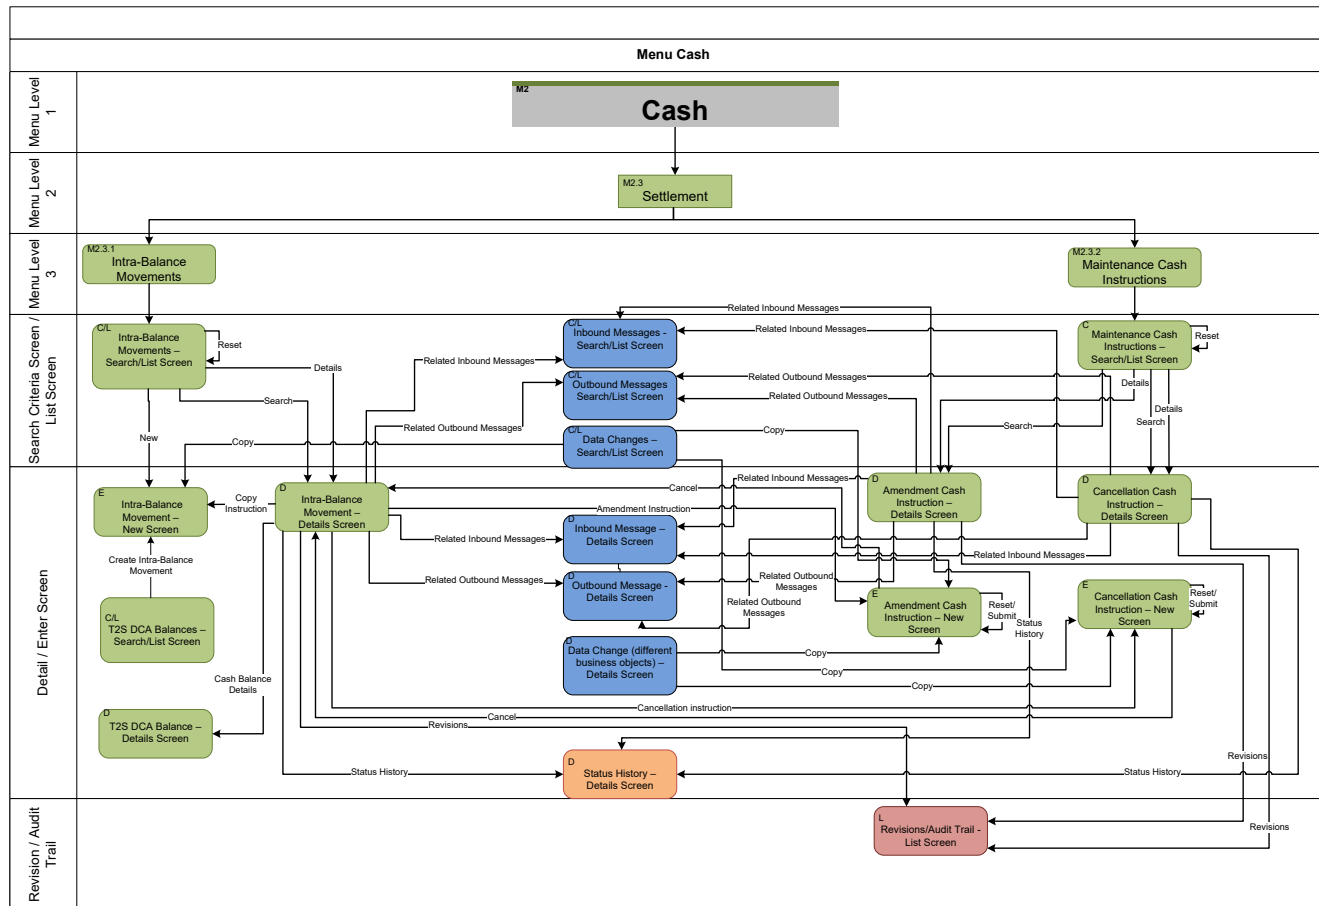 Menu Cash
Menu Level
1
M2
Cash
Menu Level
2
M2.3
Settlement
Menu Level
3
M2.3.1
Intra-Balance
Movements
M2.3.2
Maintenance Cash
Instructions
Search Criteria Screen /
List Screen
C/L
Intra-Balance
Movements –
Search/List Screen
Reset
Details
Search
New
Copy
Related Inbound Messages
Related Outbound Messages
C/L
Inbound Messages -
Search/List Screen
C/L
Outbound Messages
Search/List Screen
C/L
Data Changes –
Search/List Screen
Related Inbound Messages
Related Inbound Messages
Related Outbound Messages
Related Outbound Messages
Copy
C
Maintenance Cash
Instructions –
Search/List Screen
Reset
Details
Search
Details
Search
Detail / Enter Screen
E
Intra-Balance
Movement –
New Screen
Copy
Instruction
D
Intra-Balance
Movement –
Details Screen
Cancel
Amendment Instruction
Related Inbound Messages
Related Inbound Messages
Related Outbound Messages
D
Inbound Message –
Details Screen
D
Outbound Message -
Details Screen
D
Amendment Cash
Instruction –
Details Screen
D
Cancellation Cash
Instruction –
Details Screen
Related Inbound Messages
Related Outbound
Messages
Related Outbound
Messages
Create Intra-Balance
Movement
C/L
T2S DCA Balances –
Search/List Screen
E
Amendment Cash
Instruction – New
Screen
Reset/
Submit
Status
History
E
Cancellation Cash
Instruction – New
Screen
Reset/
Submit
D
Data Change (different
business objects) –
Details Screen
Copy
Copy
Copy
Cash Balance
Details
D
T2S DCA Balance –
Details Screen
Cancellation instruction
Cancel
Revisions
Status History
D
Status History –
Details Screen
Revisions
Status History
Revision / Audit
Trail
L
Revisions/Audit Trail -
List Screen
Revisions